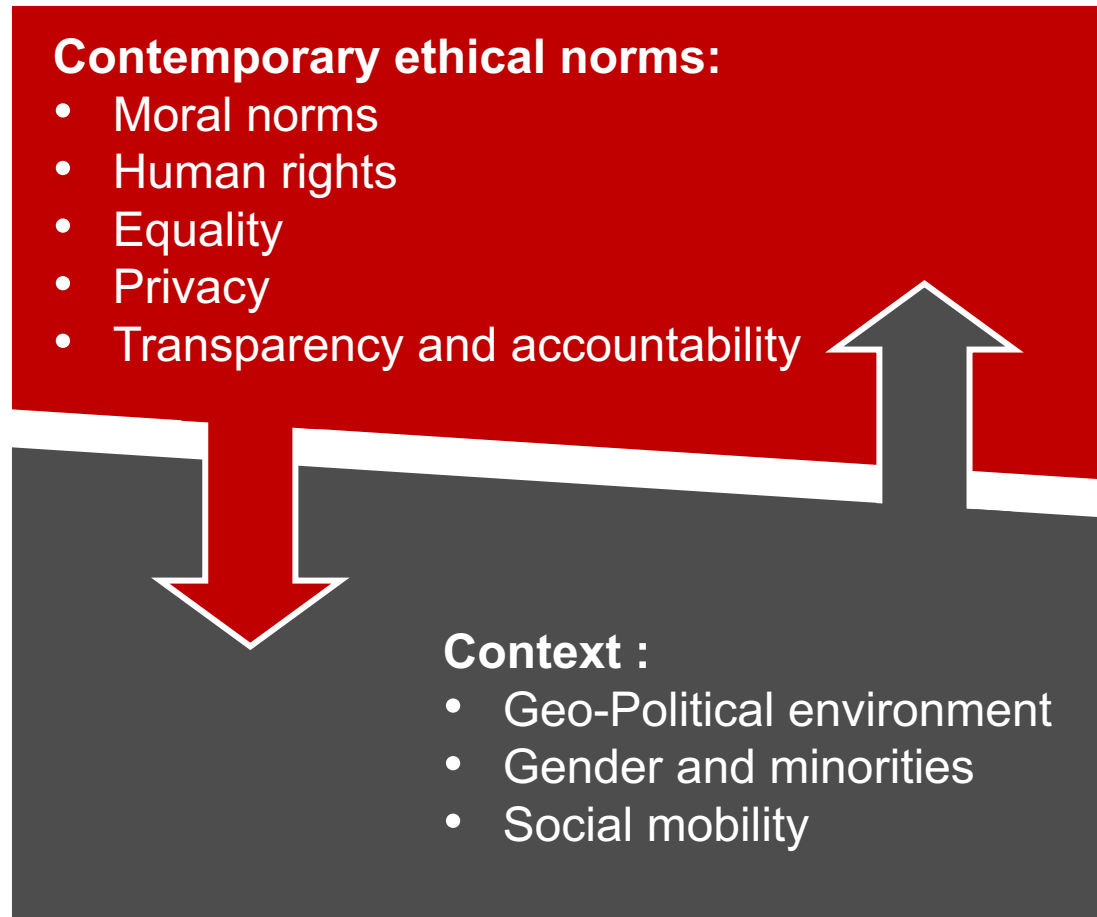 Contemporary ethical norms:
• Moral norms
• Human rights
• Equality
• Privacy
• Transparency and accountability
Context :
• Geo-Political environment
• Gender and minorities
• Social mobility